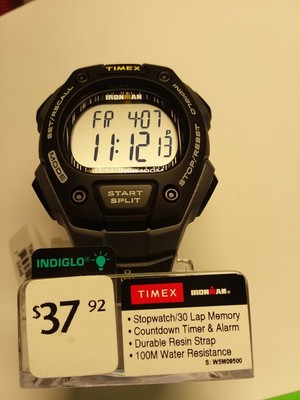 TIMEX
IRONMAN
SET/RECALL
INDIGLO
FR 4-07
P
11:12 13
MODE
STOP/RESET
START
SPLIT
INDIGLO®
$37 92
TIMEX
IRONMAN®
• Stopwatch/30 Lap Memory
• Countdown Timer & Alarm
• Durable Resin Strap
• 100M Water Resistance
S: W5M09500